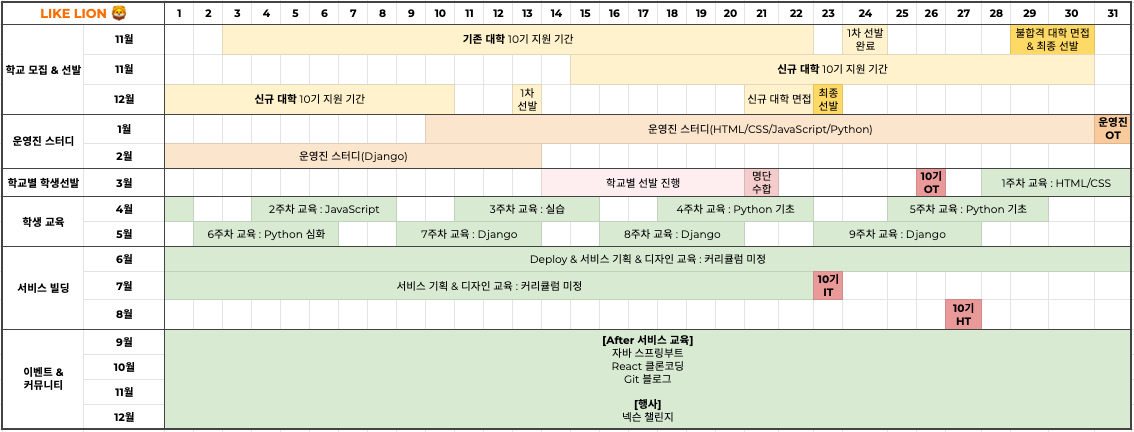 LIKE LION 🦁 1 2 3 4 5 6 7 8 9 10 11 12 13 14 15 16 17 18 19 20 21 22 23 24 25 26 27 28 29 30 31
학교 모집 & 선발
11월
기존 대학 10기 지원 기간
1차 선발
완료
불합격 대학 면접
& 최종 선발
11월
신규 대학 10기 지원 기간
12월
신규 대학 10기 지원 기간
1차
선발
신규 대학 면접
최종
선발
운영진 스터디
1월
운영진 스터디(HTML/CSS/JavaScript/Python)
운영진
OT
2월
운영진 스터디(Django)
학교별 학생선발
3월
학교별 선발 진행
명단
수합
10기
OT
1주차 교육 : HTML/CSS
학생 교육
4월
2주차 교육 : JavaScript
3주차 교육 : 실습
4주차 교육 : Python 기초
5주차 교육 : Python 기초
5월
6주차 교육 : Python 심화
7주차 교육 : Django
8주차 교육 : Django
9주차 교육 : Django
서비스 빌딩
6월
Deploy & 서비스 기획 & 디자인 교육 : 커리큘럼 미정
7월
서비스 기획 & 디자인 교육 : 커리큘럼 미정
10기
IT
8월
10기
HT
이벤트 &
커뮤니티
9월
10월
11월
12월
[After 서비스 교육]
자바 스프링부트
React 클론코딩
Git 블로그
[행사]
넥슨 챌린지